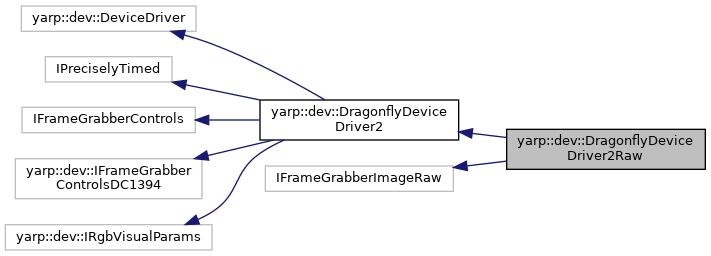 yarp::dev::DeviceDriver
IPreciselyTimed
IFrameGrabberControls
yarp::dev::IFrameGrabber
ControlsDC1394
yarp::dev::IRgbVisualParams
yarp::dev::DragonflyDevice
Driver2
IFrameGrabberImageRaw
yarp::dev::DragonflyDevice
Driver2Raw